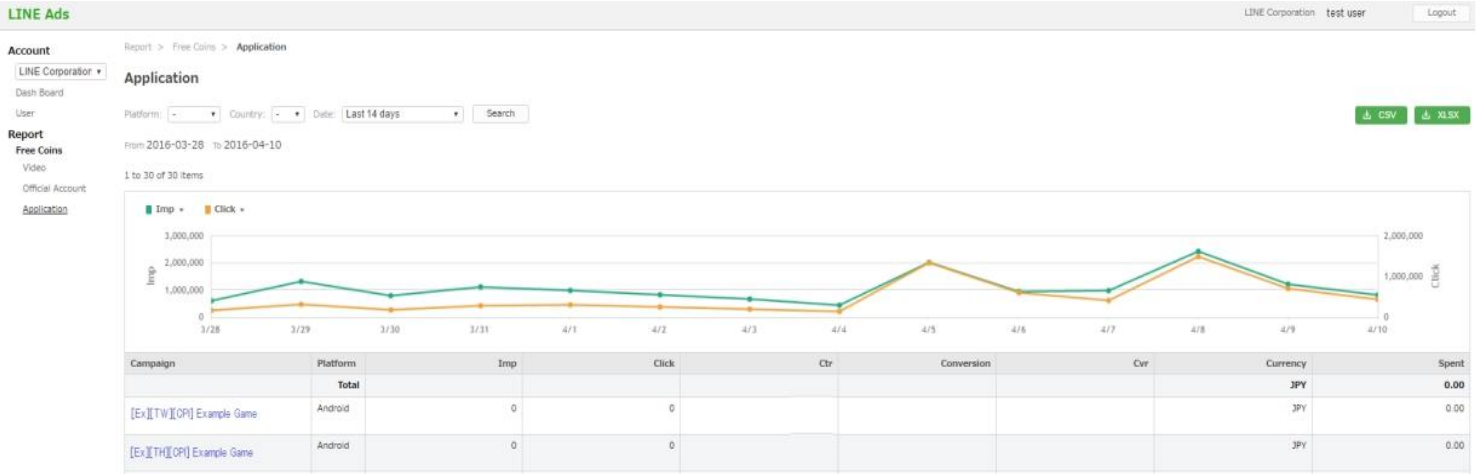 LINE Ads
LINE Corporation test user Logout
Account
LINE Corporation
Dash Board
User
Report
Free Coins
Video
Official Account
Application
Report > Free Coins > Application
Application
Platform: - Country: - Date: Last 14 days Search
CSV XLSX
From 2016-03-28 To 2016-04-10
1 to 30 of 30 items
Imp Click
3,000,000
2,000,000
1,000,000
0
Imp
2,000,000
1,000,000
0
Click
3/28 3/29 3/30 3/31 4/1 4/2 4/3 4/4 4/5 4/6 4/7 4/8 4/9 4/10
Campaign Platform Imp Click Ctr Conversion Cvr Currency Spent
Total JPY 0.00
[Ex][TW][CPI] Example Game Android 0 0 JPY 0.00
[Ex][TH][CPI] Example Game Android 0 0 JPY 0.00